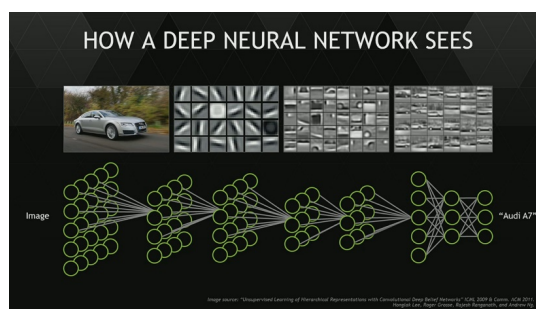 HOW A DEEP NEURAL NETWORK SEES
Image
“Audi A7”
Image source: "Unsupervised Learning of Hierarchical Representations with Convolutional Deep Belief Networks" ICML 2009 & Comm. ACM 2011.
Honglak Lee, Roger Grosse, Rajesh Ranganath, and Andrew Ng.